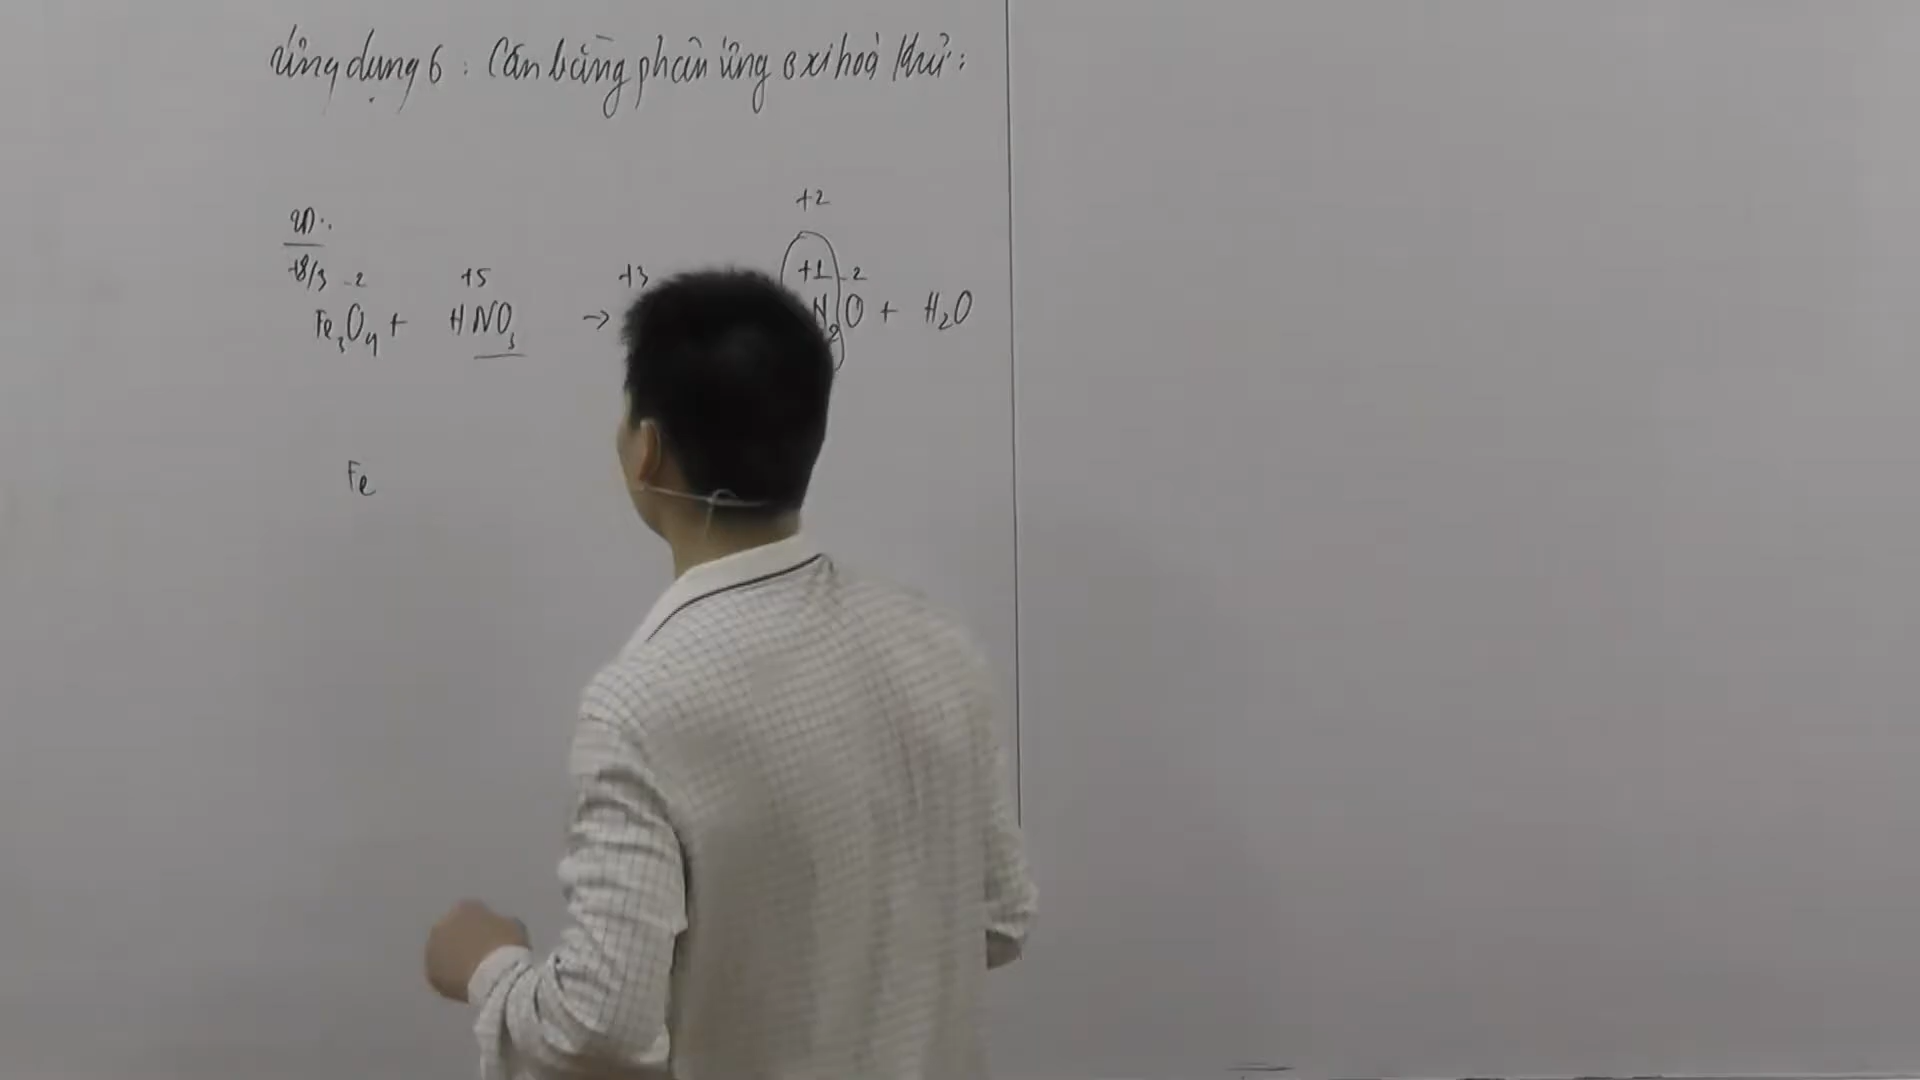 Ứng dụng 6: Cân bằng phản ứng oxi hoá khử:
VD:
+2
+8/3 -2 +5 +3 +1 -2
Fe₃O₄ + HNO₃ → N₂O + H₂O
Fe